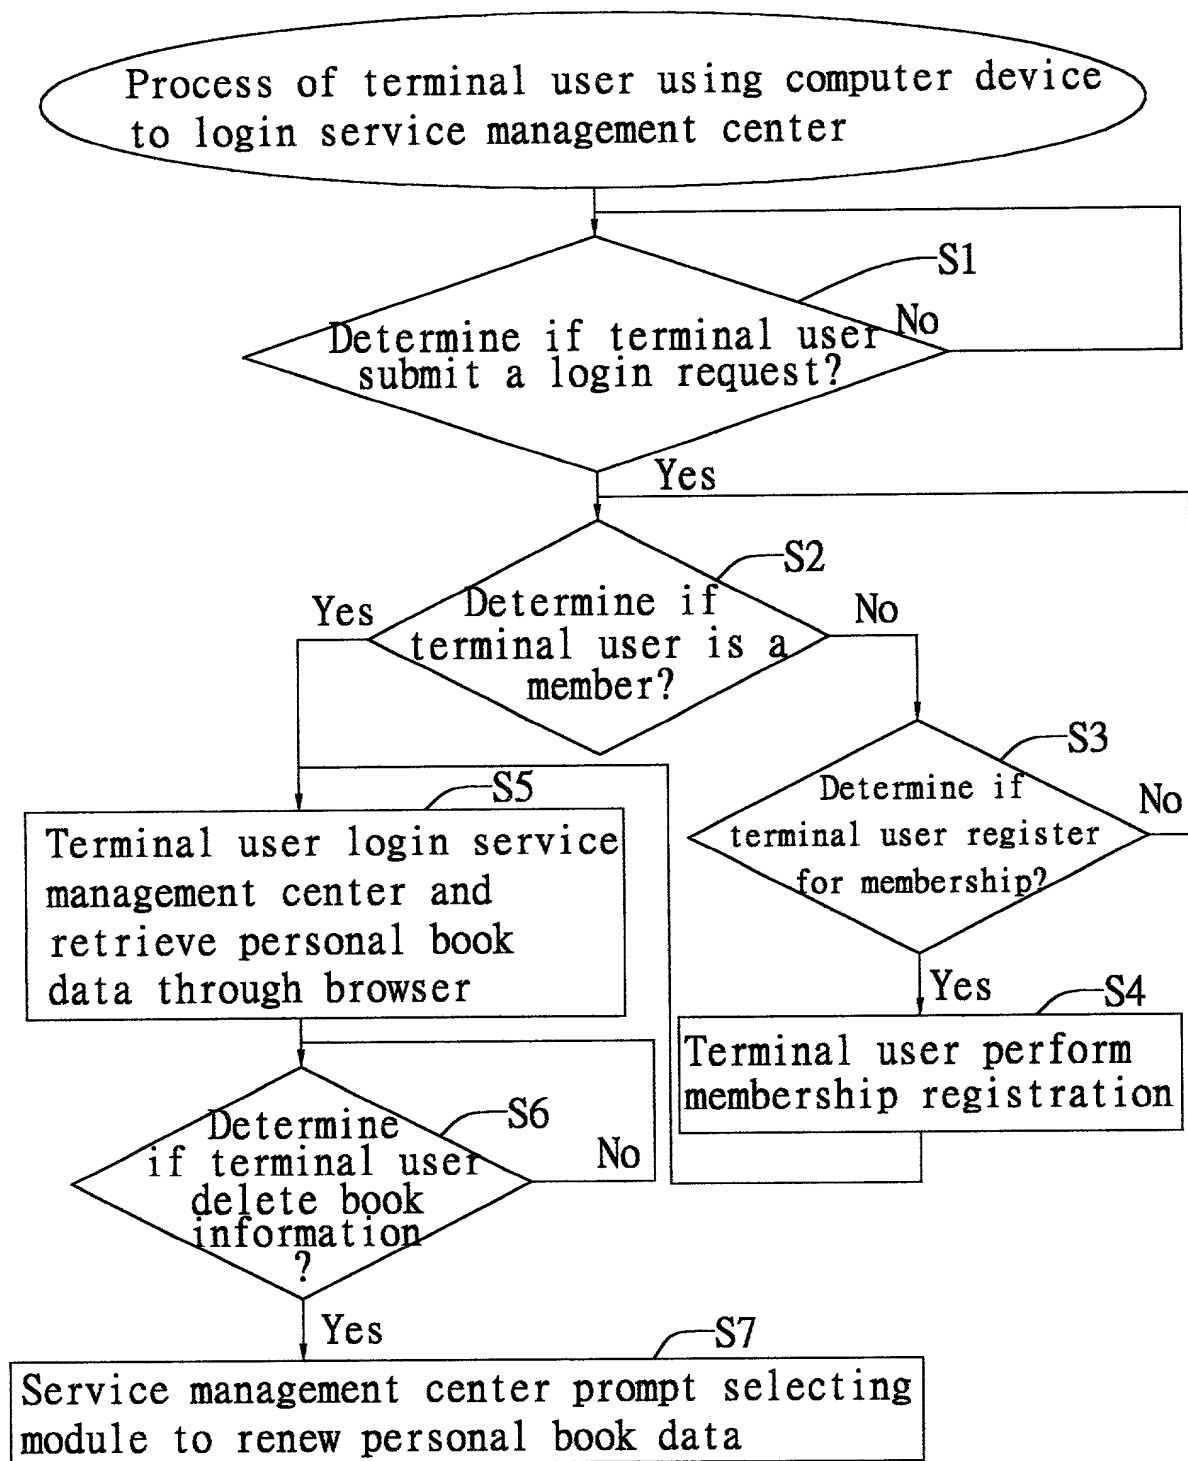 Process of terminal user using computer device
to login service management center
S1
Determine if terminal user
submit a login request?
No
Yes
S2
Yes
Determine if
terminal user is a
member?
No
S3
Determine if
terminal user register
for membership?
No
S5
Terminal user login service
management center and
retrieve personal book
data through browser
Yes
S4
Terminal user perform
membership registration
S6
Determine
if terminal user
delete book
information
?
No
Yes
S7
Service management center prompt selecting
module to renew personal book data